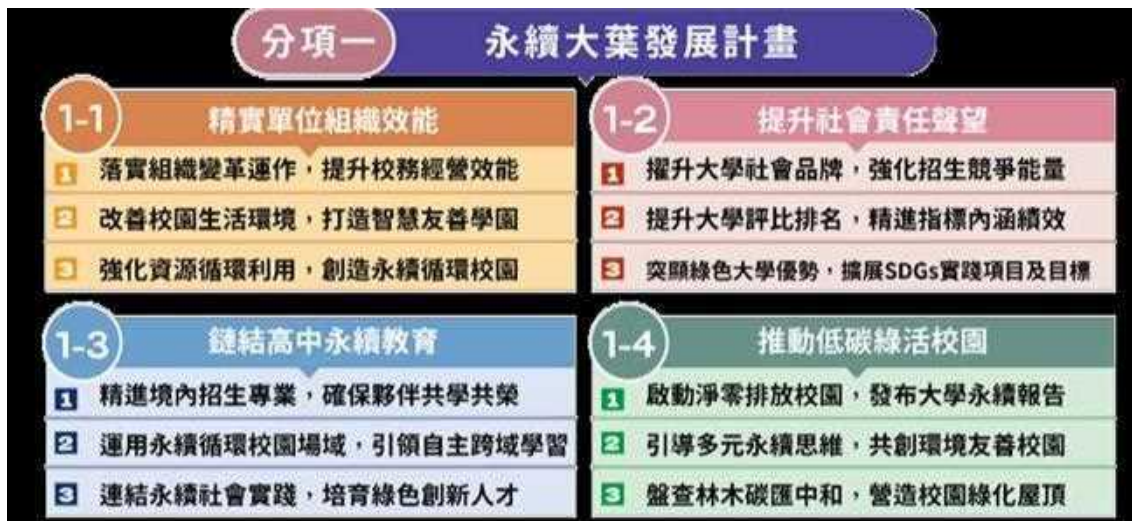 分項一 永續大葉發展計畫
1-1 精實單位組織效能
1 落實組織變革運作，提升校務經營效能
2 改善校園生活環境，打造智慧友善學園
3 強化資源循環利用，創造永續循環校園
1-2 提升社會責任聲望
1 擢升大學社會品牌，強化招生競爭能量
2 提升大學評比排名，精進指標內涵績效
3 突顯綠色大學優勢，擴展SDGs實踐項目及目標
1-3 鏈結高中永續教育
1 精進境內招生專業，確保夥伴共學共榮
2 運用永續循環校園場域，引領自主跨域學習
3 連結永續社會實踐，培育綠色創新人才
1-4 推動低碳綠活校園
1 啟動淨零排放校園，發布大學永續報告
2 引導多元永續思維，共創環境友善校園
3 盤查林木碳匯中和，營造校園綠化屋頂